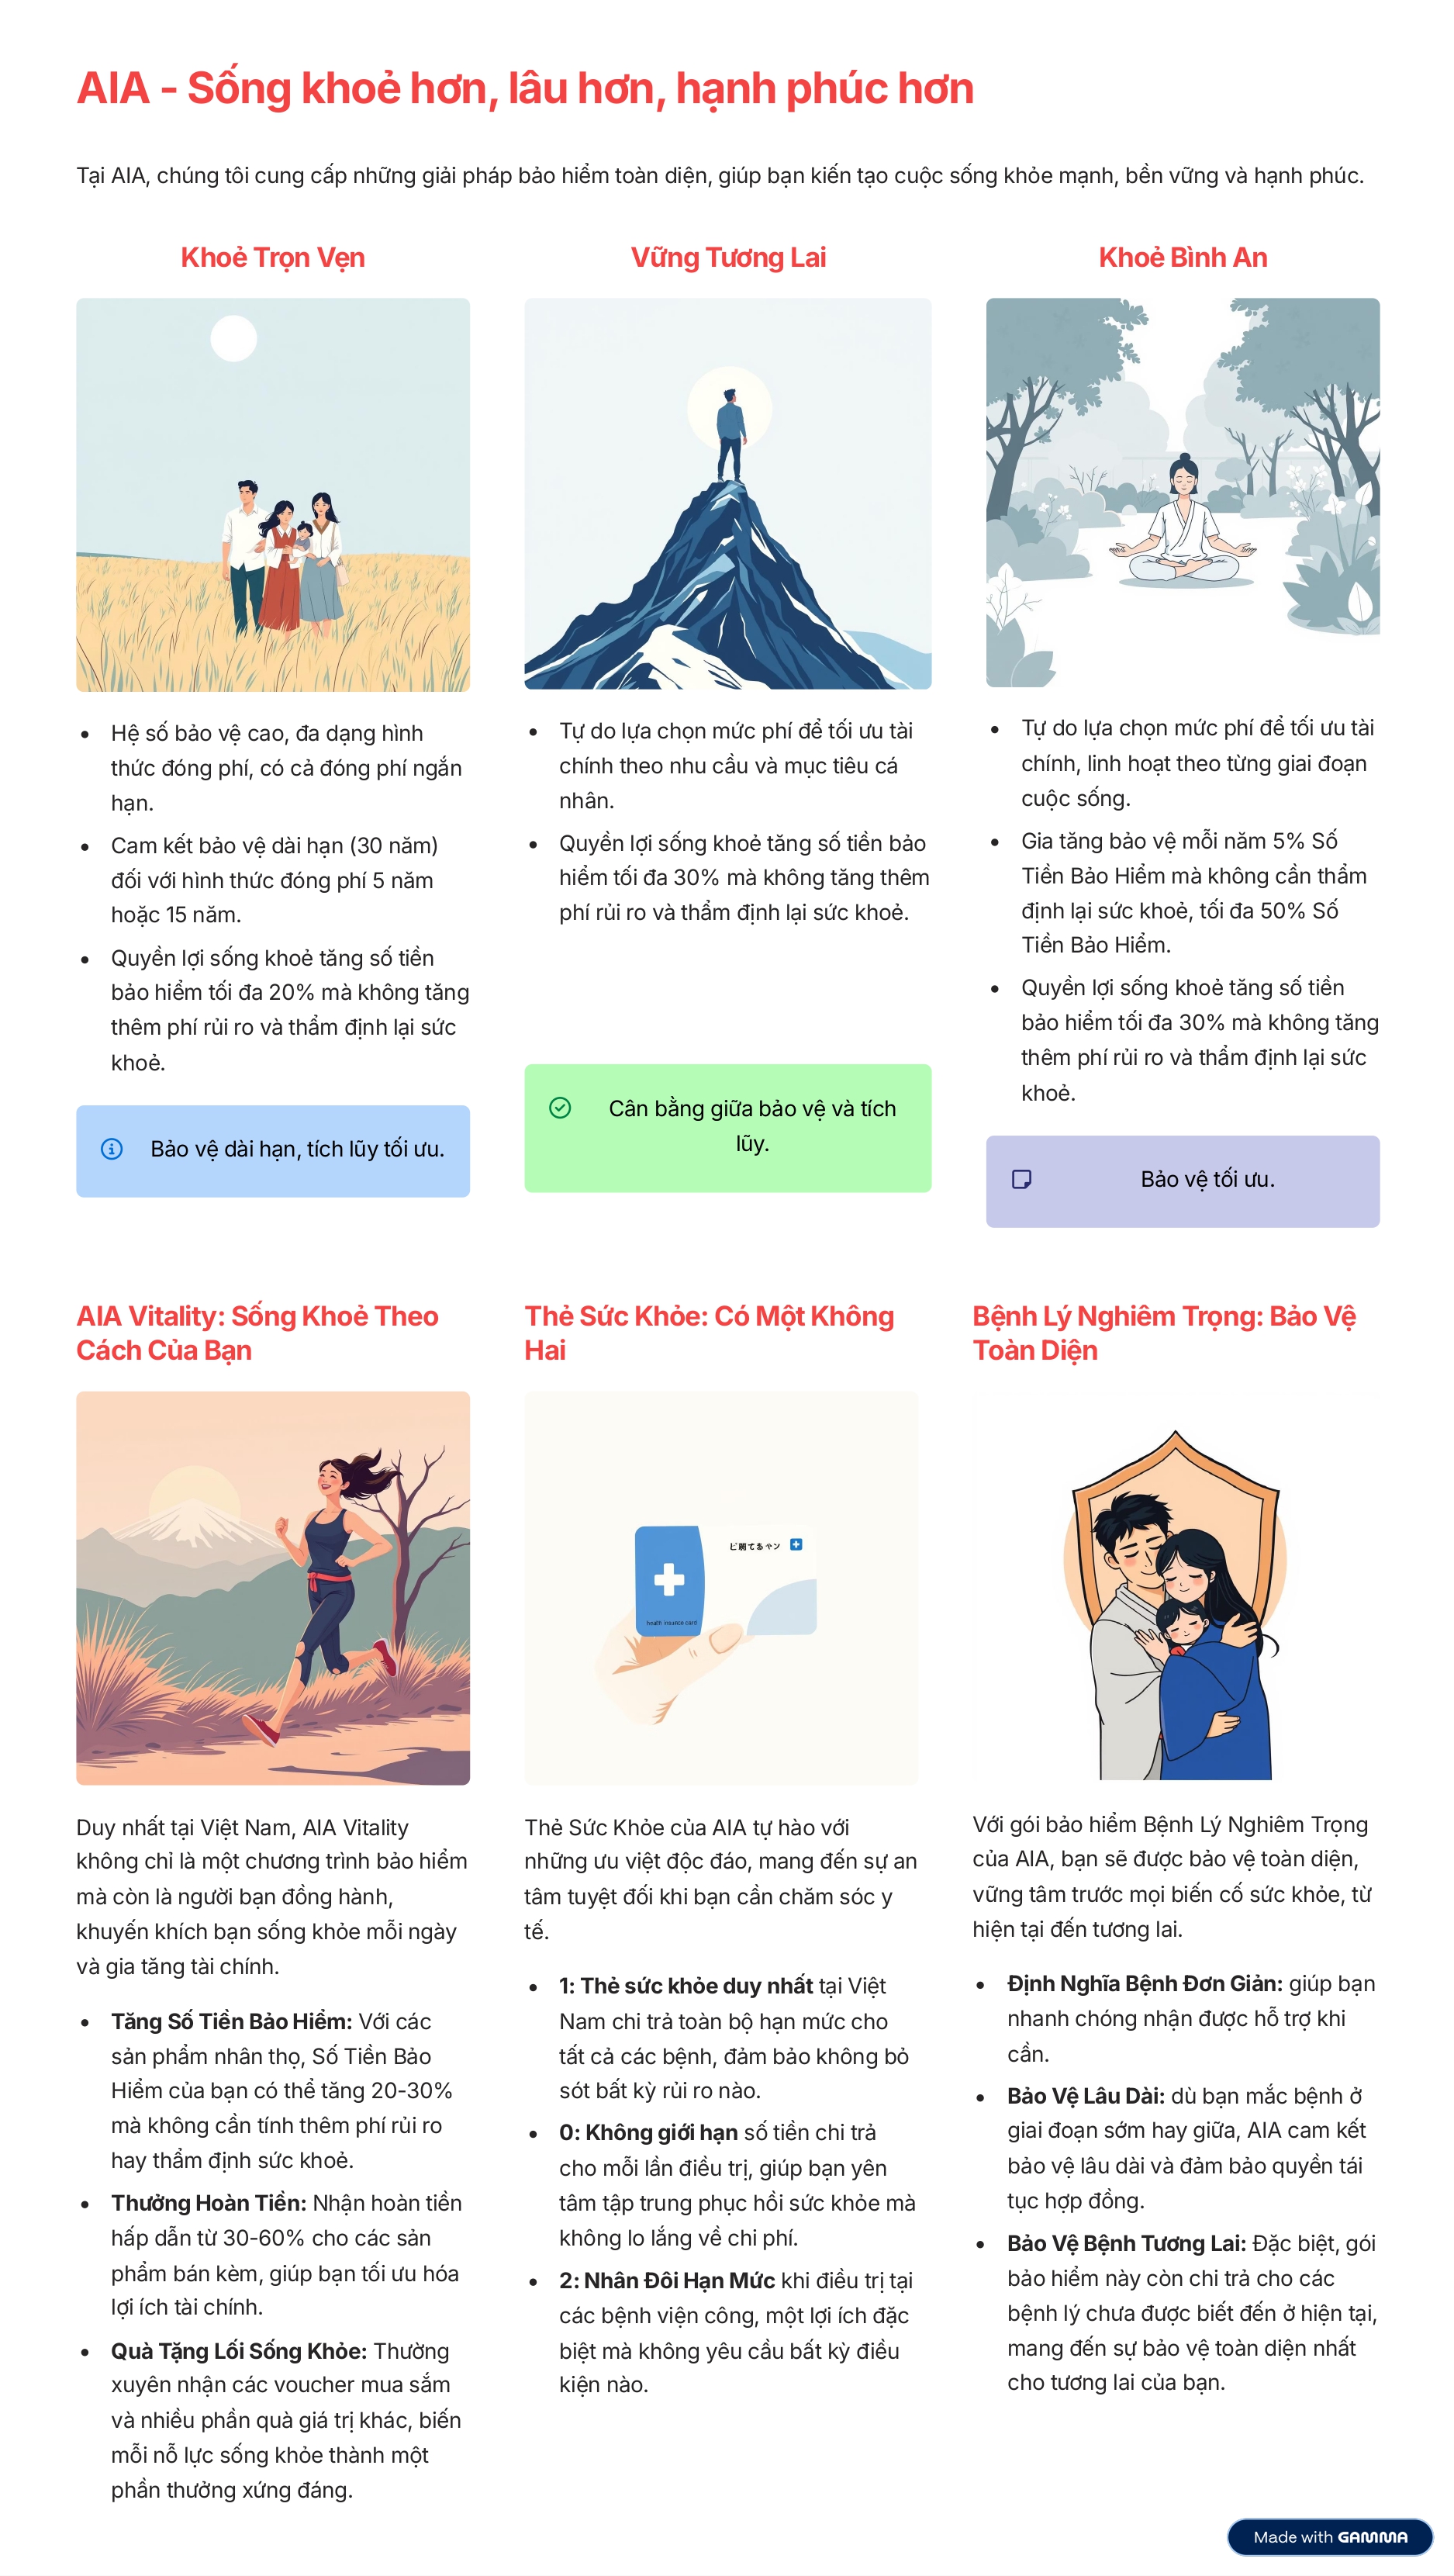 AIA - Sống khoẻ hơn, lâu hơn, hạnh phúc hơn
Tại AIA, chúng tôi cung cấp những giải pháp bảo hiểm toàn diện, giúp bạn kiến tạo cuộc sống khỏe mạnh, bền vững và hạnh phúc.
Khoẻ Trọn Vẹn
• Hệ số bảo vệ cao, đa dạng hình
thức đóng phí, có cả đóng phí ngắn
hạn.
• Cam kết bảo vệ dài hạn (30 năm)
đối với hình thức đóng phí 5 năm
hoặc 15 năm.
• Quyền lợi sống khoẻ tăng số tiền
bảo hiểm tối đa 20% mà không tăng
thêm phí rủi ro và thẩm định lại sức
khoẻ.
Bảo vệ dài hạn, tích lũy tối ưu.
Vững Tương Lai
• Tự do lựa chọn mức phí để tối ưu tài
chính theo nhu cầu và mục tiêu cá
nhân.
• Quyền lợi sống khoẻ tăng số tiền bảo
hiểm tối đa 30% mà không tăng thêm
phí rủi ro và thẩm định lại sức khoẻ.
Cân bằng giữa bảo vệ và tích
lũy.
Khoẻ Bình An
• Tự do lựa chọn mức phí để tối ưu tài
chính, linh hoạt theo từng giai đoạn
cuộc sống.
• Gia tăng bảo vệ mỗi năm 5% Số
Tiền Bảo Hiểm mà không cần thẩm
định lại sức khoẻ, tối đa 50% Số
Tiền Bảo Hiểm.
• Quyền lợi sống khoẻ tăng số tiền
bảo hiểm tối đa 30% mà không tăng
thêm phí rủi ro và thẩm định lại sức
khoẻ.
Bảo vệ tối ưu.
AIA Vitality: Sống Khoẻ Theo
Cách Của Bạn
Duy nhất tại Việt Nam, AIA Vitality
không chỉ là một chương trình bảo hiểm
mà còn là người bạn đồng hành,
khuyến khích bạn sống khỏe mỗi ngày
và gia tăng tài chính.
• Tăng Số Tiền Bảo Hiểm: Với các
sản phẩm nhân thọ, Số Tiền Bảo
Hiểm của bạn có thể tăng 20-30%
mà không cần tính thêm phí rủi ro
hay thẩm định sức khoẻ.
• Thưởng Hoàn Tiền: Nhận hoàn tiền
hấp dẫn từ 30-60% cho các sản
phẩm bán kèm, giúp bạn tối ưu hóa
lợi ích tài chính.
• Quà Tặng Lối Sống Khỏe: Thường
xuyên nhận các voucher mua sắm
và nhiều phần quà giá trị khác, biến
mỗi nỗ lực sống khỏe thành một
phần thưởng xứng đáng.
Thẻ Sức Khỏe: Có Một Không
Hai
Thẻ Sức Khỏe của AIA tự hào với
những ưu việt độc đáo, mang đến sự an
tâm tuyệt đối khi bạn cần chăm sóc y
tế.
• 1: Thẻ sức khỏe duy nhất tại Việt
Nam chi trả toàn bộ hạn mức cho
tất cả các bệnh, đảm bảo không bỏ
sót bất kỳ rủi ro nào.
• 0: Không giới hạn số tiền chi trả
cho mỗi lần điều trị, giúp bạn yên
tâm tập trung phục hồi sức khỏe mà
không lo lắng về chi phí.
• 2: Nhân Đôi Hạn Mức khi điều trị tại
các bệnh viện công, một lợi ích đặc
biệt mà không yêu cầu bất kỳ điều
kiện nào.
Bệnh Lý Nghiêm Trọng: Bảo Vệ
Toàn Diện
Với gói bảo hiểm Bệnh Lý Nghiêm Trọng
của AIA, bạn sẽ được bảo vệ toàn diện,
vững tâm trước mọi biến cố sức khỏe, từ
hiện tại đến tương lai.
• Định Nghĩa Bệnh Đơn Giản: giúp bạn
nhanh chóng nhận được hỗ trợ khi
cần.
• Bảo Vệ Lâu Dài: dù bạn mắc bệnh ở
giai đoạn sớm hay giữa, AIA cam kết
bảo vệ lâu dài và đảm bảo quyền tái
tục hợp đồng.
• Bảo Vệ Bệnh Tương Lai: Đặc biệt, gói
bảo hiểm này còn chi trả cho các
bệnh lý chưa được biết đến ở hiện tại,
mang đến sự bảo vệ toàn diện nhất
cho tương lai của bạn.
Made with GAMMA